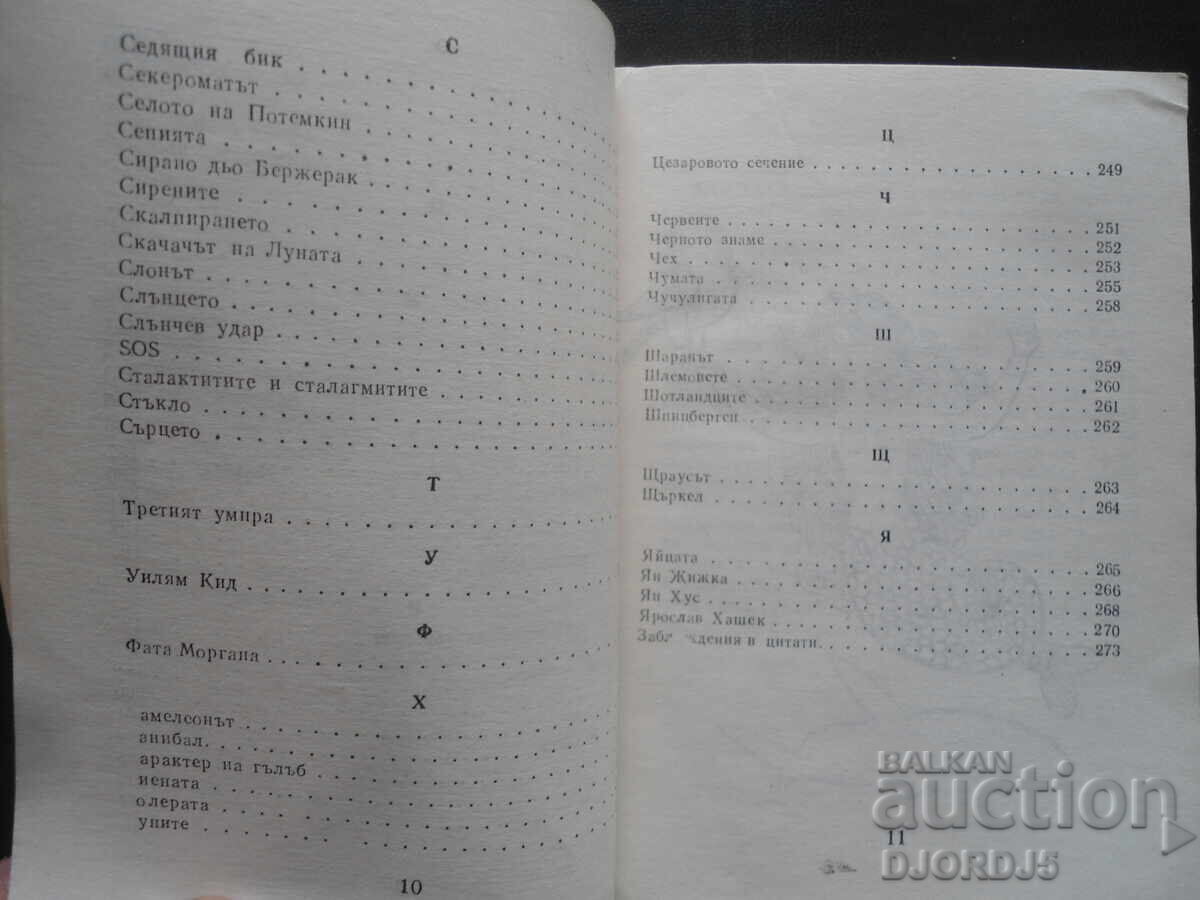 С
Седящия бик
Секероматът
Селото на Потемкин
Сепията
Сирано дьо Бержерак
Сирените
Скалпирането
Скачачът на Луната
Слонът
Слънцето
Слънчев удар
SOS
Сталактитите и сталагмитите
Стъкло
Сърцето
Т
Третият умира
У
Уилям Кид
Ф
Фата Моргана
Х
амелсонът
анибал
арактер на гълъб
иената
олерата
уните
10
Ц
Цезаровото сечение 249
Ч
Червеите 251
Черното знаме 252
Чех 253
Чумата 255
Чучулигата 258
Ш
Шаранът 259
Шлемовете 260
Шотландците 261
Шпицберген 262
Щ
Щраусът 263
Щъркел 264
Я
Яйцата 265
Ян Жижка 266
Ян Хус 268
Ярослав Хашек 270
в цитати 273
11
BALKAN
auction
DJORDJ5